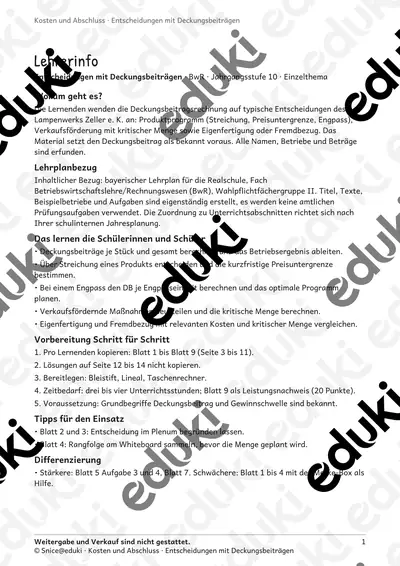 Kosten und Abschluss · Entscheidungen mit Deckungsbeiträgen
Lehrerinfo
Entscheidungen mit Deckungsbeiträgen · BwR · Jahrgangsstufe 10 · Einzelthema
Worum geht es?
Die Lernenden wenden die Deckungsbeitragsrechnung auf typische Entscheidungen des
Lampenwerks Zeller e. K. an: Produktprogramm (Streichung, Preisuntergrenze, Engpass),
Verkaufsförderung mit kritischer Menge sowie Eigenfertigung oder Fremdbezug. Das
Material setzt den Deckungsbeitrag als bekannt voraus. Alle Namen, Betriebe und Beträge
sind erfunden.
Lehrplanbezug
Inhaltlicher Bezug: bayerischer Lehrplan für die Realschule, Fach
Betriebswirtschaftslehre/Rechnungswesen (BwR), Wahlpflichtfächergruppe II. Titel, Texte,
Beispielbetriebe und Aufgaben sind eigenständig erstellt, es werden keine amtlichen
Prüfungsaufgaben verwendet. Die Zuordnung zu Unterrichtsabschnitten richtet sich nach
Ihrer schulinternen Jahresplanung.
Das lernen die Schülerinnen und Schüler
• Deckungsbeiträge je Stück und gesamt berechnen und das Betriebsergebnis ableiten.
• Über Streichung eines Produkts entscheiden und die kurzfristige Preisuntergrenze
bestimmen.
• Bei einem Engpass den DB je Engpasseinheit berechnen und das optimale Programm
planen.
• Verkaufsfördernde Maßnahmen beurteilen und die kritische Menge berechnen.
• Eigenfertigung und Fremdbezug mit relevanten Kosten und kritischer Menge vergleichen.
Vorbereitung Schritt für Schritt
1. Pro Lernenden kopieren: Blatt 1 bis Blatt 9 (Seite 3 bis 11).
2. Lösungen auf Seite 12 bis 14 nicht kopieren.
3. Bereitlegen: Bleistift, Lineal, Taschenrechner.
4. Zeitbedarf: drei bis vier Unterrichtsstunden; Blatt 9 als Leistungsnachweis (20 Punkte).
5. Voraussetzung: Grundbegriffe Deckungsbeitrag und Gewinnschwelle sind bekannt.
Tipps für den Einsatz
• Blatt 2 und 3: Entscheidung im Plenum begründen lassen.
• Blatt 4: Rangfolge am Whiteboard sammeln, bevor die Menge geplant wird.
Differenzierung
• Stärkere: Blatt 5 Aufgabe 3 und 4, Blatt 7. Schwächere: Blatt 1 bis 4 mit der Merke-Box als
Hilfe.
Weitergabe und Verkauf sind nicht gestattet.
© Snice@eduki · Kosten und Abschluss · Entscheidungen mit Deckungsbeiträgen
1
eduki
eduki
eduki
eduki
eduki
eduki